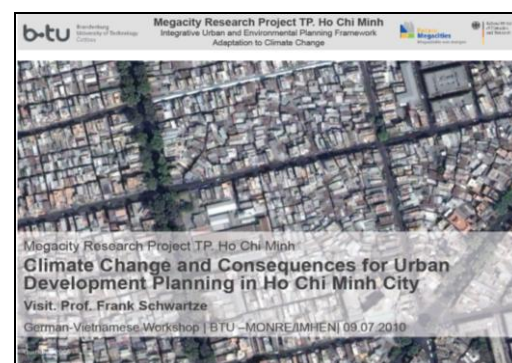 b-tu
Brandenburg
University of Technology
Cottbus
Megacity Research Project TP. Ho Chi Minh
Integrative Urban and Environmental Planning Framework
Adaptation to Climate Change
Megacities
Megacity Research Project TP. Ho Chi Minh
Climate Change and Consequences for Urban
Development Planning in Ho Chi Minh City
Visit. Prof. Frank Schwartze
German-Vietnamese Workshop | BTU –MONRE/IMHEN| 09.07.2010